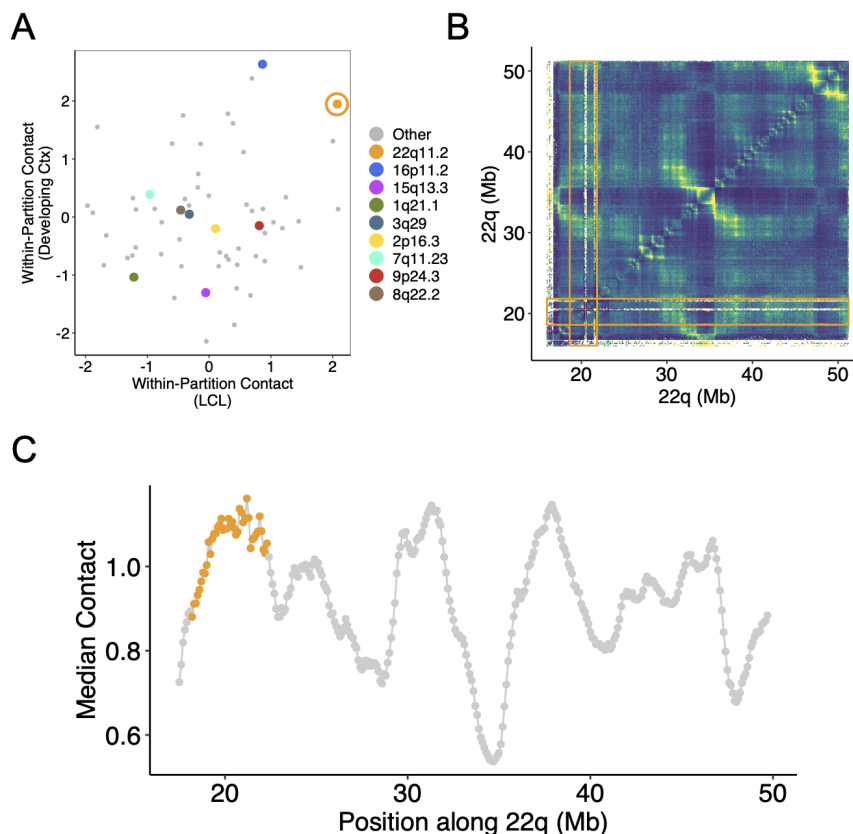 A
Within-Partition Contact
(Developing Ctx)
2
1
0
-1
-2
-2
-1
0
1
2
Within-Partition Contact
(LCL)
Other
22q11.2
16p11.2
15q13.3
1q21.1
3q29
2p16.3
7q11.23
9p24.3
8q22.2
B
22q (Mb)
50
40
30
20
20
30
40
50
22q (Mb)
C
Median Contact
1.0
0.8
0.6
20
30
40
50
Position along 22q (Mb)